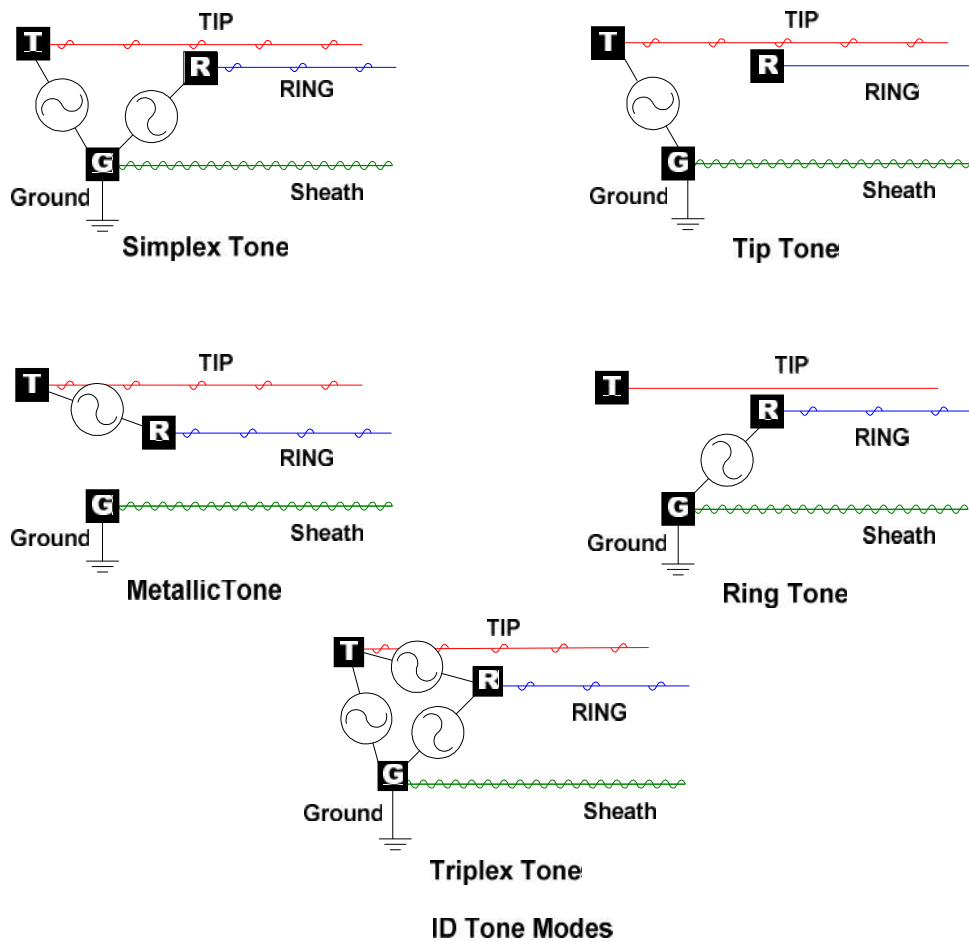 T
TIP
R
RING
G
Ground
Sheath
Simplex Tone
T
TIP
R
RING
G
Ground
Sheath
Tip Tone
T
TIP
R
RING
G
Ground
Sheath
MetallicTone
T
TIP
R
RING
G
Ground
Sheath
Ring Tone
T
TIP
R
RING
G
Ground
Sheath
Triplex Tone
ID Tone Modes